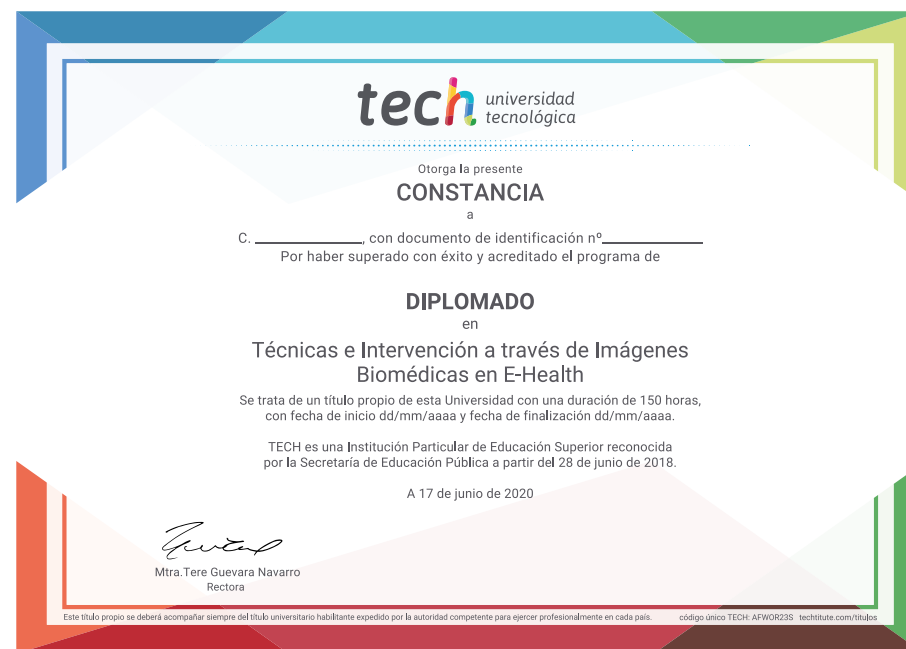 tech universidad
tecnológica
Otorga la presente
CONSTANCIA
a
C. ____________, con documento de identificación nº____________
Por haber superado con éxito y acreditado el programa de
DIPLOMADO
en
Técnicas e Intervención a través de Imágenes
Biomédicas en E-Health
Se trata de un título propio de esta Universidad con una duración de 150 horas,
con fecha de inicio dd/mm/aaaa y fecha de finalización dd/mm/aaaa.
TECH es una Institución Particular de Educación Superior reconocida
por la Secretaría de Educación Pública a partir del 28 de junio de 2018.
A 17 de junio de 2020
Mtra.Tere Guevara Navarro
Rectora
Este título propio se deberá acompañar siempre del título universitario habilitante expedido por la autoridad competente para ejercer profesionalmente en cada país. código único TECH: AFWOR23S techtitute.com/titulos